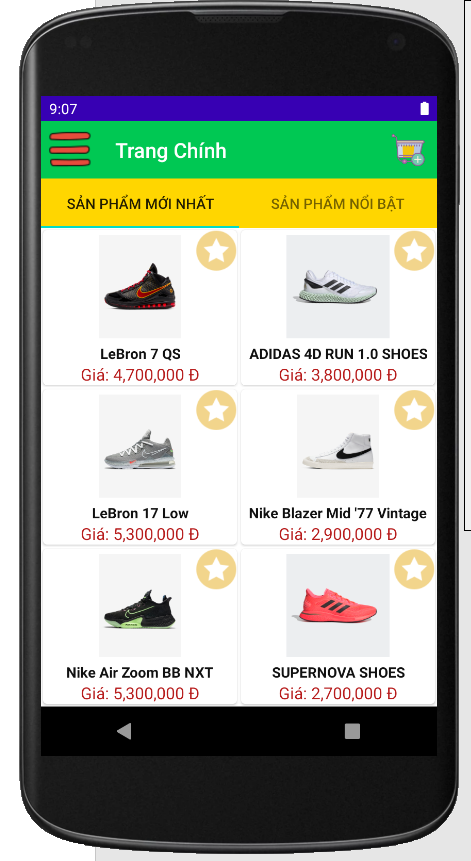 9:07
Trang Chính
SẢN PHẨM MỚI NHẤT SẢN PHẨM NỔI BẬT
LeBron 7 QS
Giá: 4,700,000 Đ
ADIDAS 4D RUN 1.0 SHOES
Giá: 3,800,000 Đ
LeBron 17 Low
Giá: 5,300,000 Đ
Nike Blazer Mid '77 Vintage
Giá: 2,900,000 Đ
Nike Air Zoom BB NXT
Giá: 5,300,000 Đ
SUPERNOVA SHOES
Giá: 2,700,000 Đ